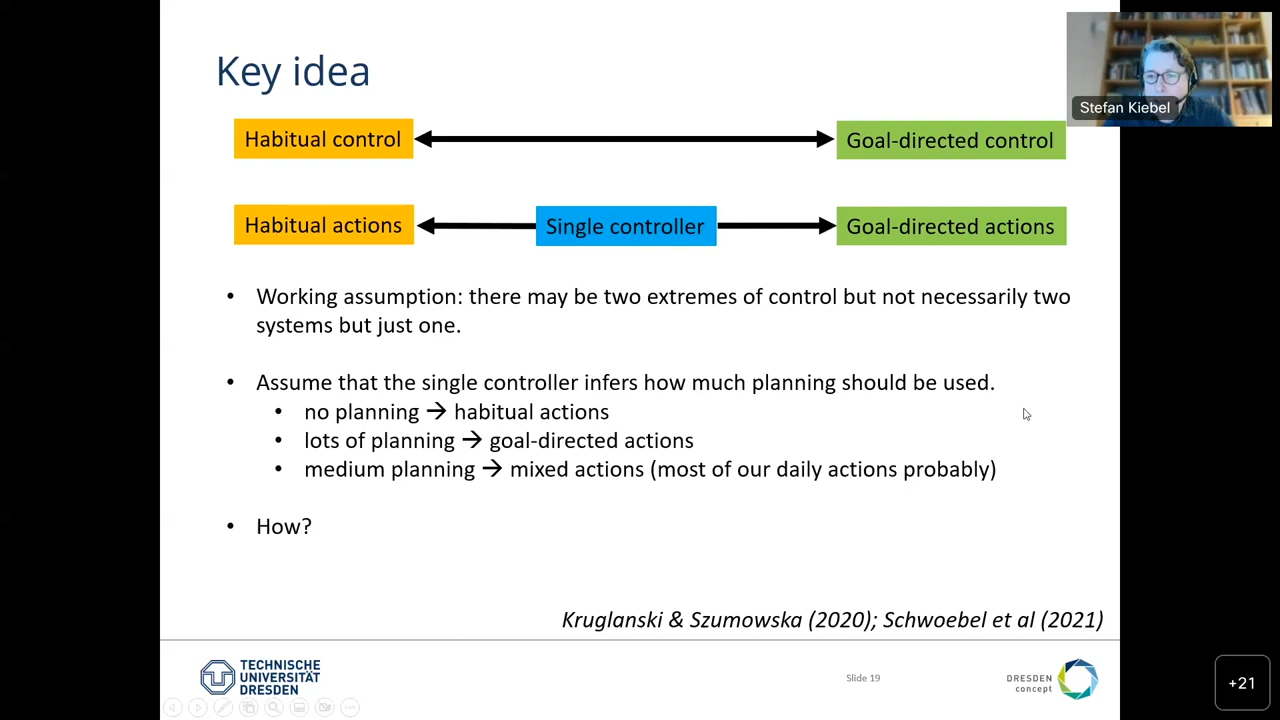 Key idea
Stefan Kiebel
Habitual control
Goal-directed control
Habitual actions
Single controller
Goal-directed actions
• Working assumption: there may be two extremes of control but not necessarily two
systems but just one.
• Assume that the single controller infers how much planning should be used.
• no planning → habitual actions
• lots of planning → goal-directed actions
• medium planning → mixed actions (most of our daily actions probably)
• How?
Kruglanski & Szumowska (2020); Schwoebel et al (2021)
TECHNISCHE
UNIVERSITÄT
DRESDEN
Slide 19
DRESDEN
concept
+21